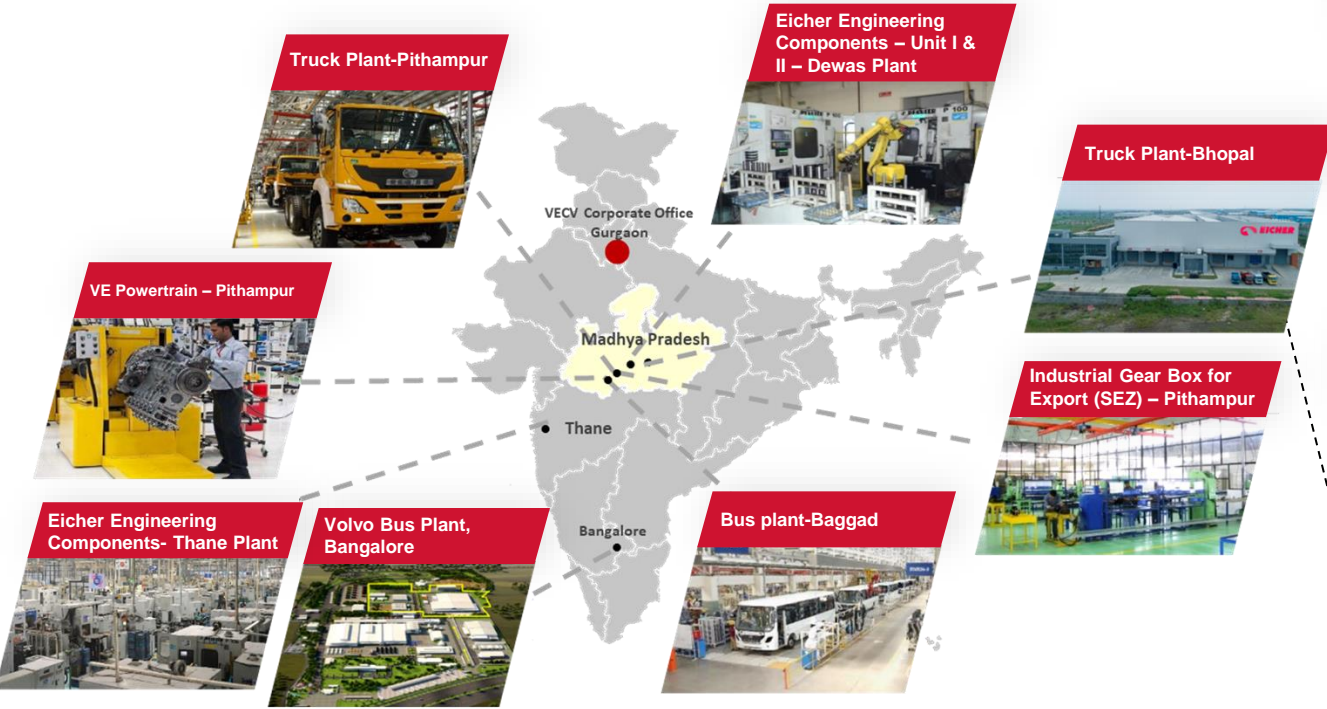 Eicher Engineering
Components – Unit I &
II – Dewas Plant
Truck Plant-Pithampur
Truck Plant-Bhopal
VECV Corporate Office
Gurgaon
EICHER
VE Powertrain – Pithampur
Madhya Pradesh
Industrial Gear Box for
Export (SEZ) – Pithampur
Thane
Eicher Engineering
Components- Thane Plant
Volvo Bus Plant,
Bangalore
Bangalore
Bus plant-Baggad